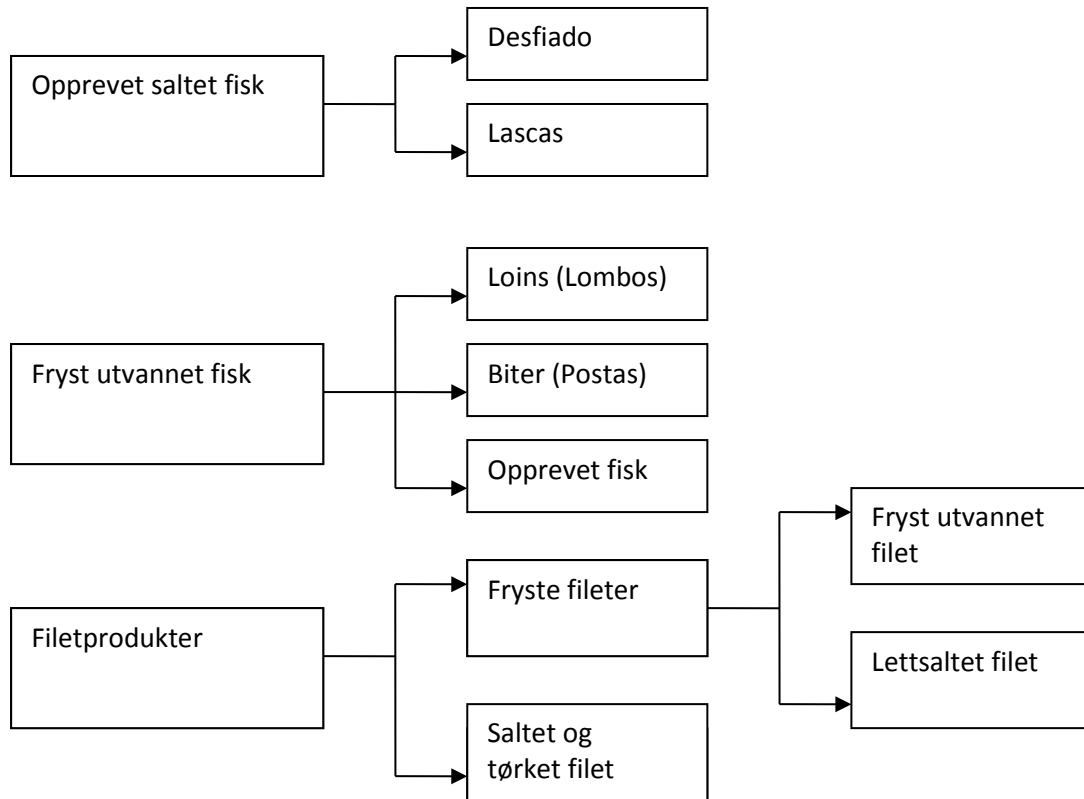 Opprevet saltet fisk
Desfiado
Lascas
Fryst utvannet fisk
Loins (Lombos)
Biter (Postas)
Opprevet fisk
Filetprodukter
Fryste fileter
Saltet og
tørket filet
Fryst utvannet
filet
Lettsaltet filet